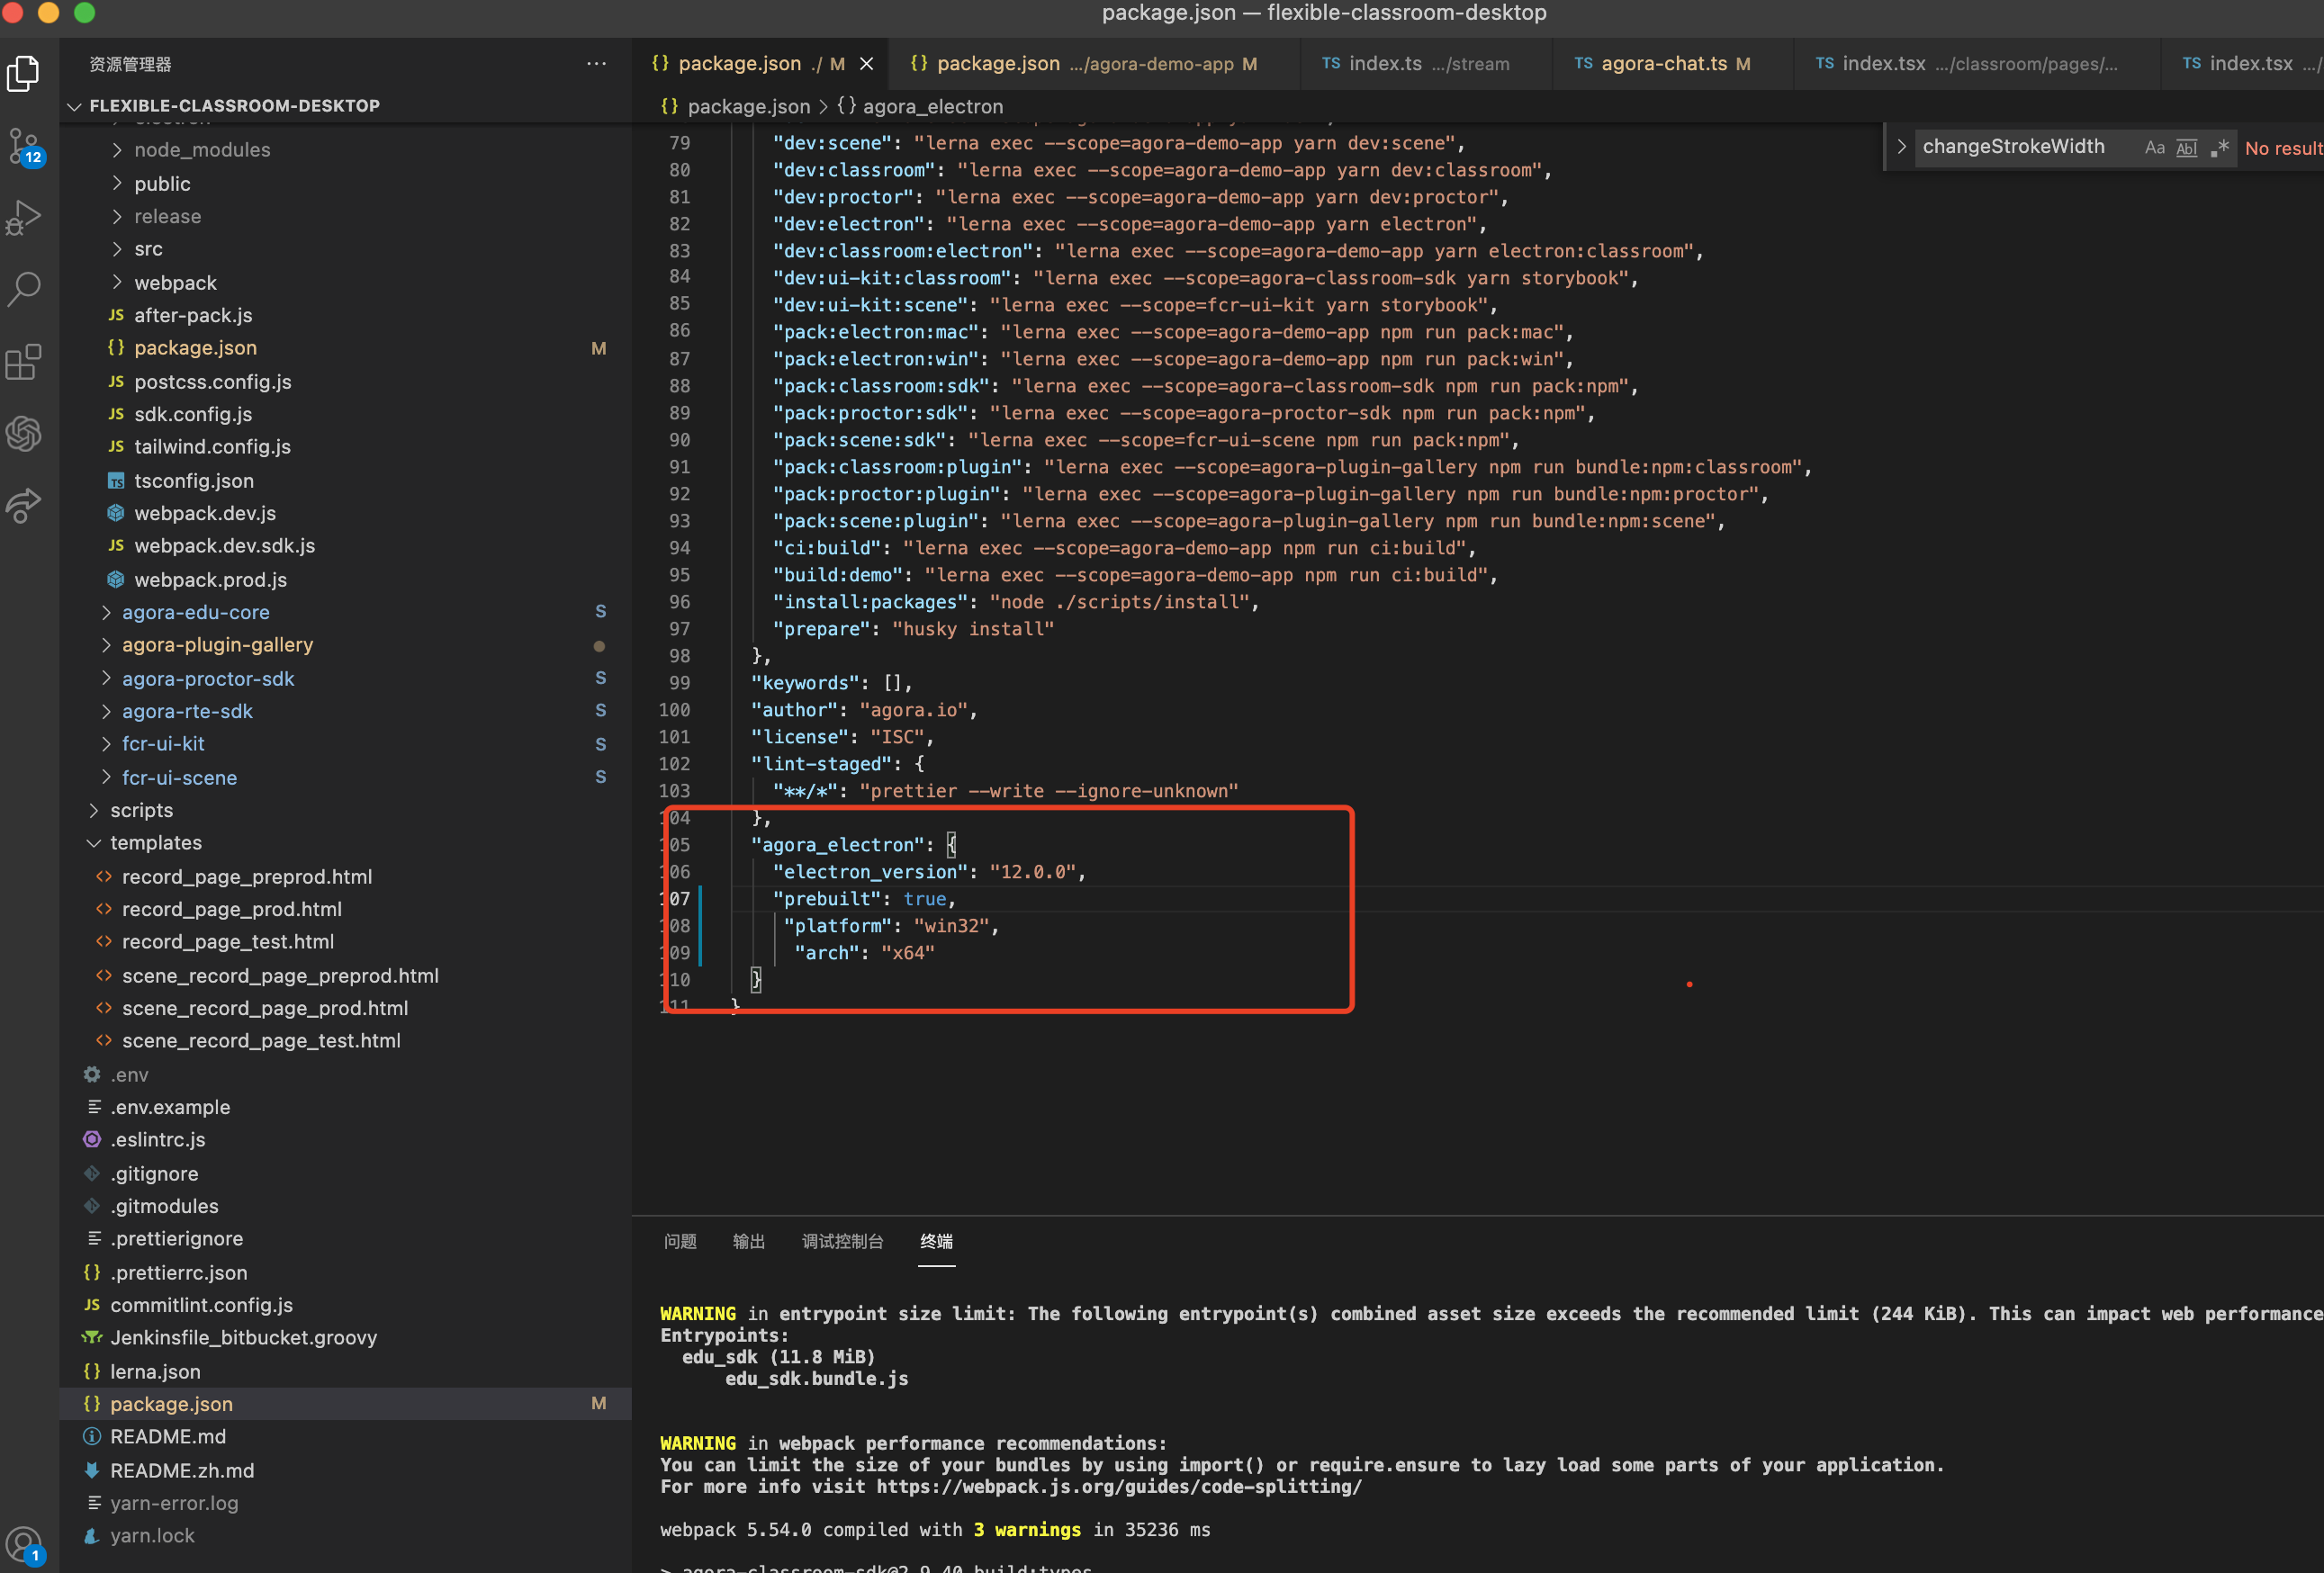 package.json — flexible-classroom-desktop
资源管理器
FLEXIBLE-CLASSROOM-DESKTOP
node_modules
public
release
src
webpack
after-pack.js
package.json M
postcss.config.js
sdk.config.js
tailwind.config.js
tsconfig.json
webpack.dev.js
webpack.dev.sdk.js
webpack.prod.js
agora-edu-core S
agora-plugin-gallery
agora-proctor-sdk S
agora-rte-sdk S
fcr-ui-kit S
fcr-ui-scene S
scripts
templates
record_page_preprod.html
record_page_prod.html
record_page_test.html
scene_record_page_preprod.html
scene_record_page_prod.html
scene_record_page_test.html
.env
.env.example
.eslintrc.js
.gitignore
.gitmodules
.prettierignore
.prettierrc.json
commitlint.config.js
Jenkinsfile_bitbucket.groovy
lerna.json
package.json M
README.md
README.zh.md
yarn-error.log
yarn.lock
12
1
package.json ./ M
package.json .../agora-demo-app M
TS index.ts .../stream
TS agora-chat.ts M
TS index.tsx .../classroom/pages/...
TS index.tsx .../
package.json > {} agora_electron
changeStrokeWidth Aa Abl .* No result
79 "dev:scene": "lerna exec --scope=agora-demo-app yarn dev:scene",
80 "dev:classroom": "lerna exec --scope=agora-demo-app yarn dev:classroom",
81 "dev:proctor": "lerna exec --scope=agora-demo-app yarn dev:proctor",
82 "dev:electron": "lerna exec --scope=agora-demo-app yarn electron",
83 "dev:classroom:electron": "lerna exec --scope=agora-demo-app yarn electron:classroom",
84 "dev:ui-kit:classroom": "lerna exec --scope=agora-classroom-sdk yarn storybook",
85 "dev:ui-kit:scene": "lerna exec --scope=fcr-ui-kit yarn storybook",
86 "pack:electron:mac": "lerna exec --scope=agora-demo-app npm run pack:mac",
87 "pack:electron:win": "lerna exec --scope=agora-demo-app npm run pack:win",
88 "pack:classroom:sdk": "lerna exec --scope=agora-classroom-sdk npm run pack:npm",
89 "pack:proctor:sdk": "lerna exec --scope=agora-proctor-sdk npm run pack:npm",
90 "pack:scene:sdk": "lerna exec --scope=fcr-ui-scene npm run pack:npm",
91 "pack:classroom:plugin": "lerna exec --scope=agora-plugin-gallery npm run bundle:npm:classroom",
92 "pack:proctor:plugin": "lerna exec --scope=agora-plugin-gallery npm run bundle:npm:proctor",
93 "pack:scene:plugin": "lerna exec --scope=agora-plugin-gallery npm run bundle:npm:scene",
94 "ci:build": "lerna exec --scope=agora-demo-app npm run ci:build",
95 "build:demo": "lerna exec --scope=agora-demo-app npm run ci:build",
96 "install:packages": "node ./scripts/install",
97 "prepare": "husky install"
98 },
99 "keywords": [],
100 "author": "agora.io",
101 "license": "ISC",
102 "lint-staged": {
103 "**/*": "prettier --write --ignore-unknown"
104 },
105 "agora_electron": {
106 "electron_version": "12.0.0",
107 "prebuilt": true,
108 "platform": "win32",
109 "arch": "x64"
110 }
111 }
问题 输出 调试控制台 终端
WARNING in entrypoint size limit: The following entrypoint(s) combined asset size exceeds the recommended limit (244 KiB). This can impact web performance
Entrypoints:
edu_sdk (11.8 MiB)
edu_sdk.bundle.js
WARNING in webpack performance recommendations:
You can limit the size of your bundles by using import() or require.ensure to lazy load some parts of your application.
For more info visit https://webpack.js.org/guides/code-splitting/
webpack 5.54.0 compiled with 3 warnings in 35236 ms
> agora-classroom-sdk@2.9.40 build:types